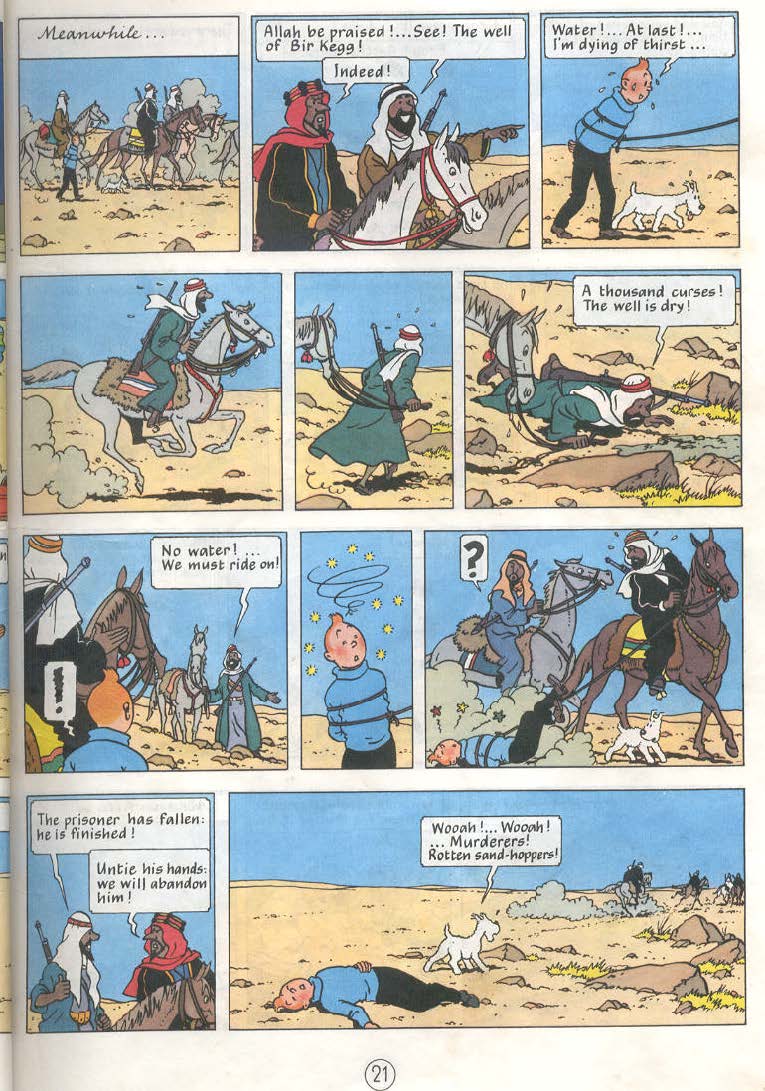 Meanwhile...
Allah be praised!...See! The well
of Bir Kegg!
Indeed!
Water!... At last!...
I'm dying of thirst...
A thousand curses!
The well is dry!
No water! ...
We must ride on!
!
?
The prisoner has fallen:
he is finished!
Untie his hands:
we will abandon
him!
Wooah!... Wooah!
... Murderers!
Rotten sand-hoppers!
21